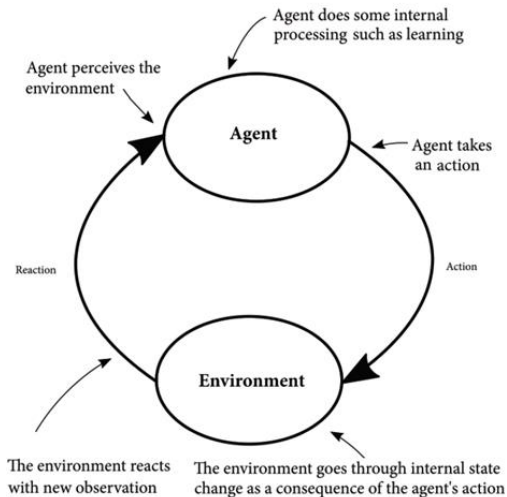 Agent does some internal
processing such as learning
Agent perceives the
environment
Agent
Agent takes
an action
Reaction
Action
Environment
The environment reacts
with new observation
The environment goes through internal state
change as a consequence of the agent's action